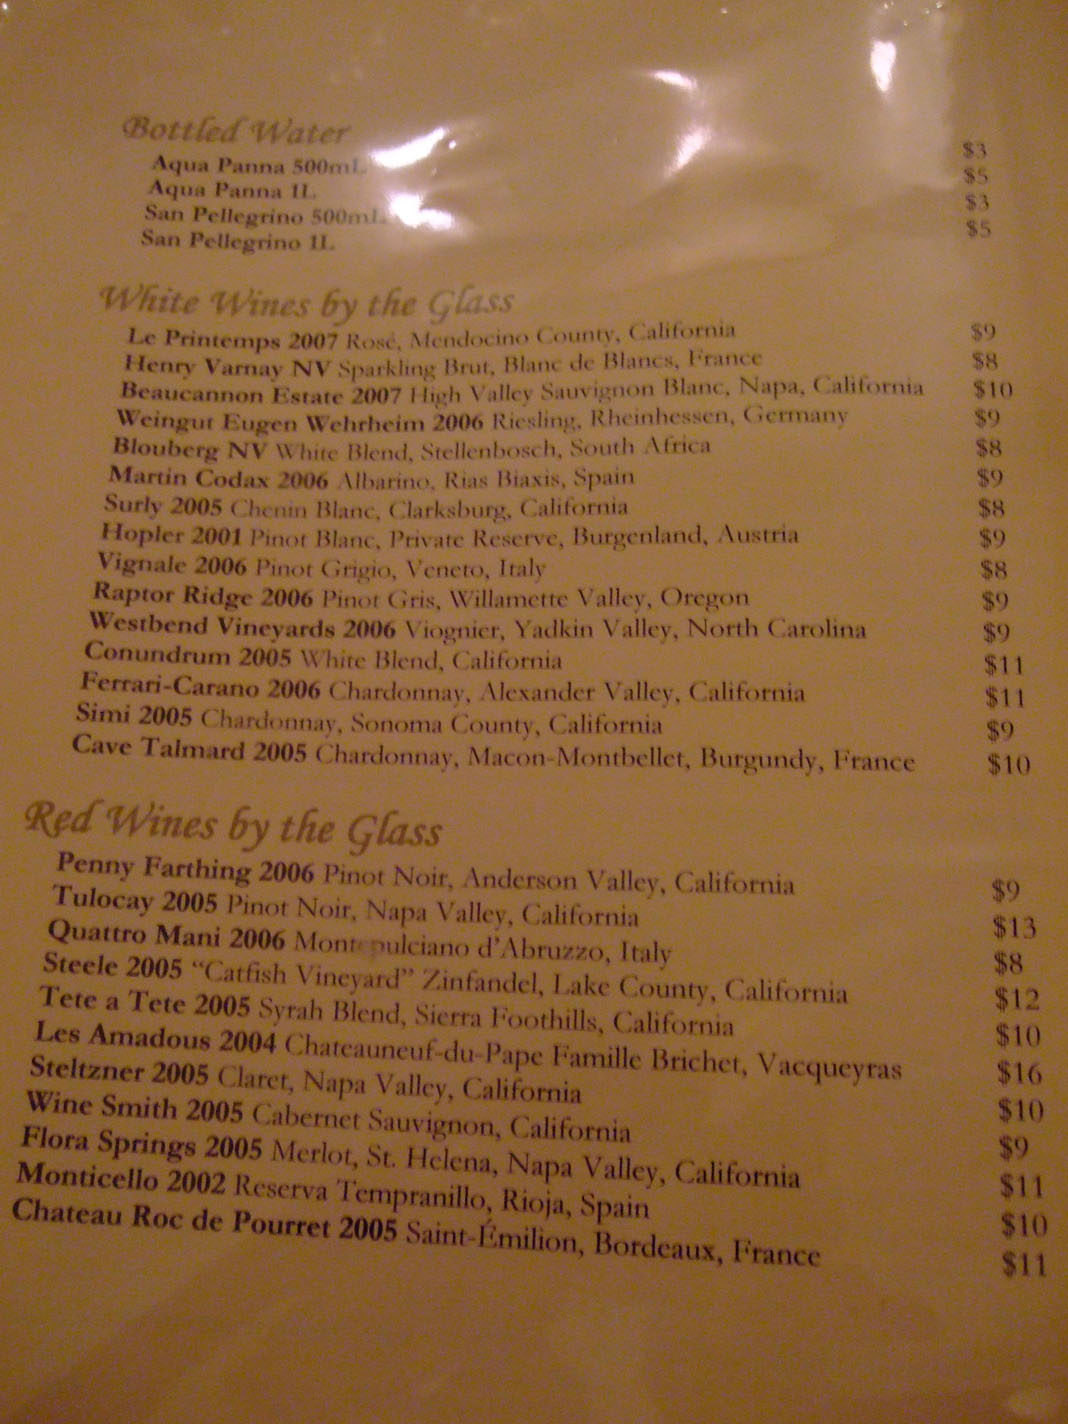 Bottled Water
Aqua Panna 500mL $3
Aqua Panna 1L $5
San Pellegrino 500mL $3
San Pellegrino 1L $5
White Wines by the Glass
Le Printemps 2007 Rosé, Mendocino County, California $9
Henry Varnay NV Sparkling Brut, Blanc de Blancs, France $8
Beaucannon Estate 2007 High Valley Sauvignon Blanc, Napa, California $10
Weingut Eugen Wehrheim 2006 Riesling, Rheinhessen, Germany $9
Blouberg NV White Blend, Stellenbosch, South Africa $8
Martin Codax 2006 Albarino, Rias Biaxis, Spain $9
Surly 2005 Chenin Blanc, Clarksburg, California $8
Hopler 2001 Pinot Blanc, Private Reserve, Burgenland, Austria $9
Vignale 2006 Pinot Grigio, Veneto, Italy $8
Raptor Ridge 2006 Pinot Gris, Willamette Valley, Oregon $9
Westbend Vineyards 2006 Viognier, Yadkin Valley, North Carolina $9
Conundrum 2005 White Blend, California $11
Ferrari-Carano 2006 Chardonnay, Alexander Valley, California $11
Simi 2005 Chardonnay, Sonoma County, California $9
Cave Talmard 2005 Chardonnay, Macon-Montbellet, Burgundy, France $10
Red Wines by the Glass
Penny Farthing 2006 Pinot Noir, Anderson Valley, California $9
Tulocay 2005 Pinot Noir, Napa Valley, California $13
Quattro Mani 2006 Montepulciano d'Abruzzo, Italy $8
Steele 2005 "Catfish Vineyard" Zinfandel, Lake County, California $12
Tete a Tete 2005 Syrah Blend, Sierra Foothills, California $10
Les Amadous 2004 Chateauneuf-du-Pape Famille Brichet, Vacqueyras $16
Steltzner 2005 Claret, Napa Valley, California $10
Wine Smith 2005 Cabernet Sauvignon, California $9
Flora Springs 2005 Merlot, St. Helena, Napa Valley, California $11
Monticello 2002 Reserva Tempranillo, Rioja, Spain $10
Chateau Roc de Pourret 2005 Saint-Émilion, Bordeaux, France $11